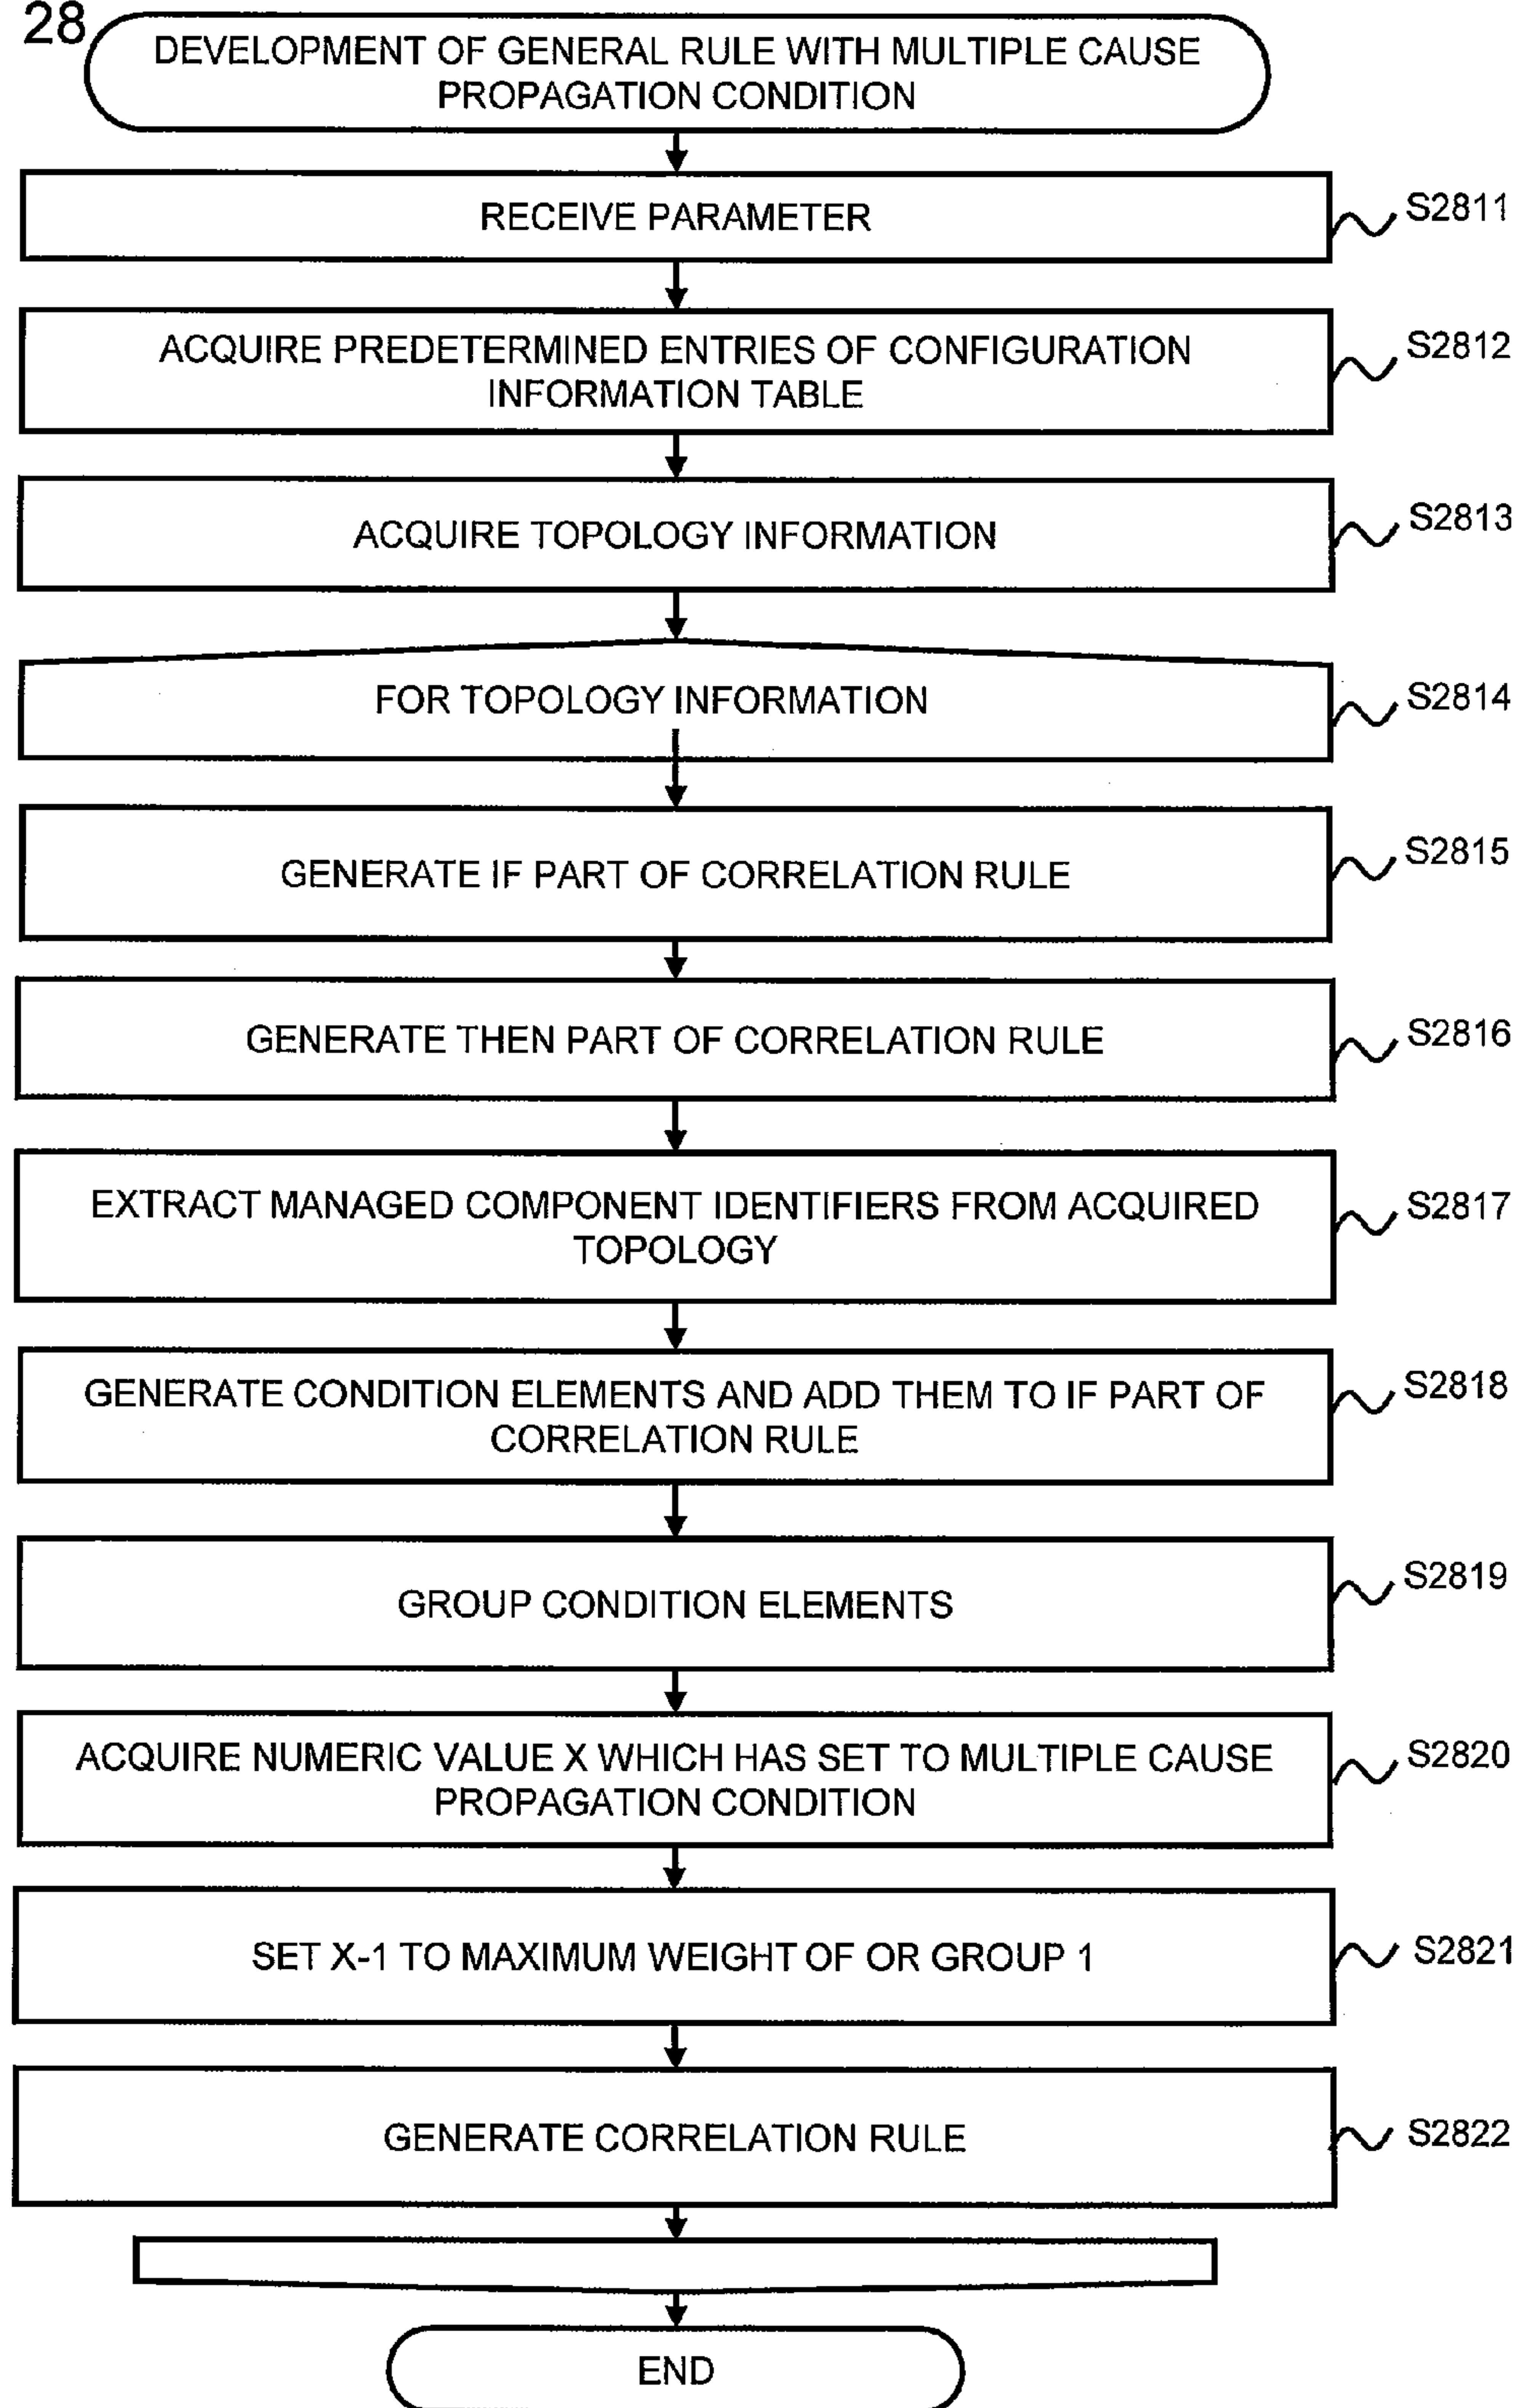 28
DEVELOPMENT OF GENERAL RULE WITH MULTIPLE CAUSE
PROPAGATION CONDITION
RECEIVE PARAMETER
S2811
ACQUIRE PREDETERMINED ENTRIES OF CONFIGURATION
INFORMATION TABLE
S2812
ACQUIRE TOPOLOGY INFORMATION
S2813
FOR TOPOLOGY INFORMATION
S2814
GENERATE IF PART OF CORRELATION RULE
S2815
GENERATE THEN PART OF CORRELATION RULE
S2816
EXTRACT MANAGED COMPONENT IDENTIFIERS FROM ACQUIRED
TOPOLOGY
S2817
GENERATE CONDITION ELEMENTS AND ADD THEM TO IF PART OF
CORRELATION RULE
S2818
GROUP CONDITION ELEMENTS
S2819
ACQUIRE NUMERIC VALUE X WHICH HAS SET TO MULTIPLE CAUSE
PROPAGATION CONDITION
S2820
SET X-1 TO MAXIMUM WEIGHT OF OR GROUP 1
S2821
GENERATE CORRELATION RULE
S2822
END